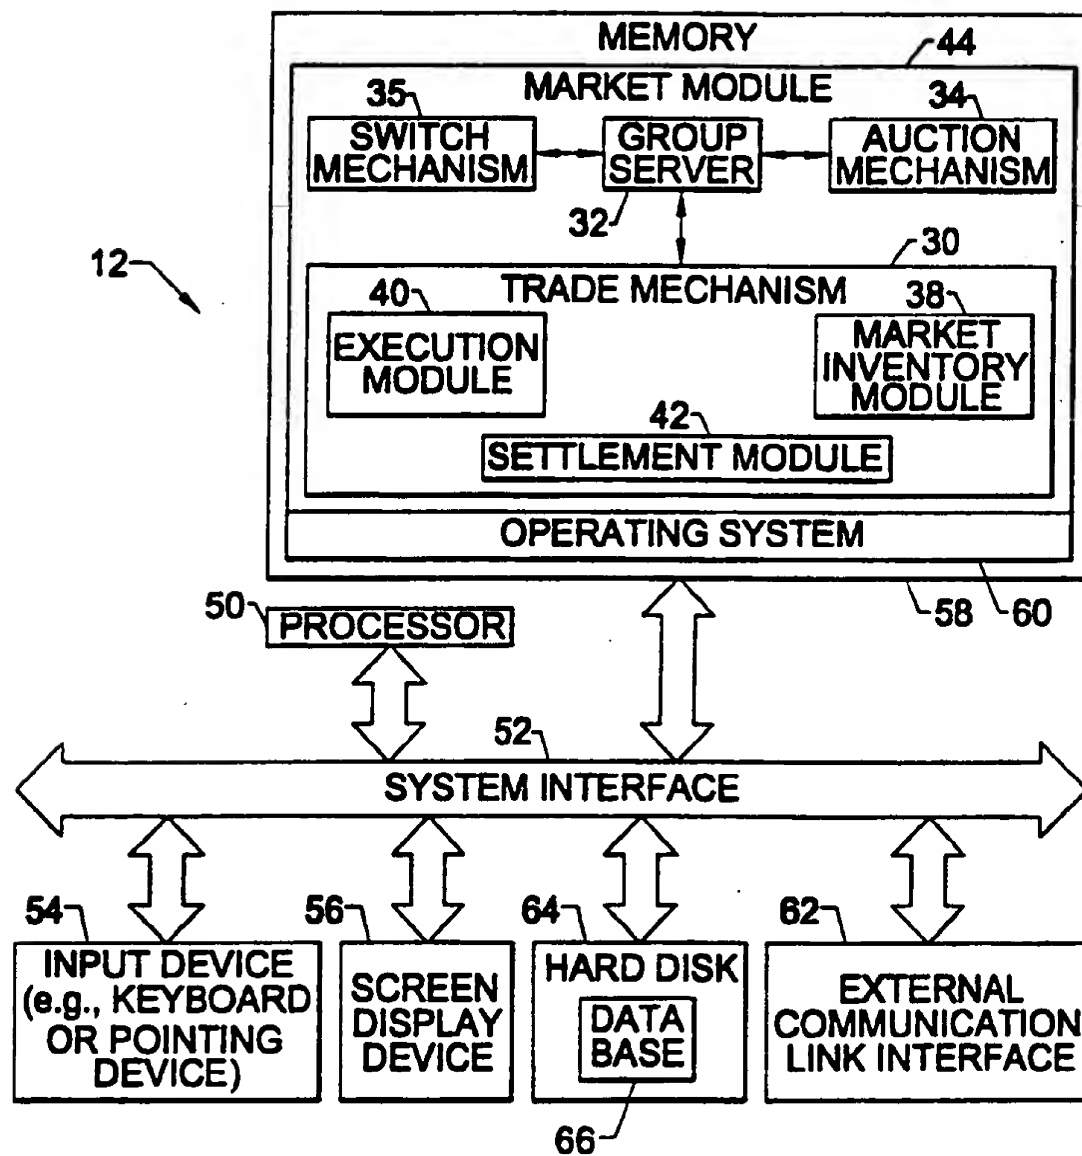 MEMORY
44
MARKET MODULE
35
SWITCH
MECHANISM
GROUP
SERVER
32
34
AUCTION
MECHANISM
12
30
TRADE MECHANISM
40
EXECUTION
MODULE
38
MARKET
INVENTORY
MODULE
42
SETTLEMENT MODULE
OPERATING SYSTEM
50
PROCESSOR
58
60
52
SYSTEM INTERFACE
54
INPUT DEVICE
(e.g., KEYBOARD
OR POINTING
DEVICE)
56
SCREEN
DISPLAY
DEVICE
64
HARD DISK
DATA
BASE
66
62
EXTERNAL
COMMUNICATION
LINK INTERFACE